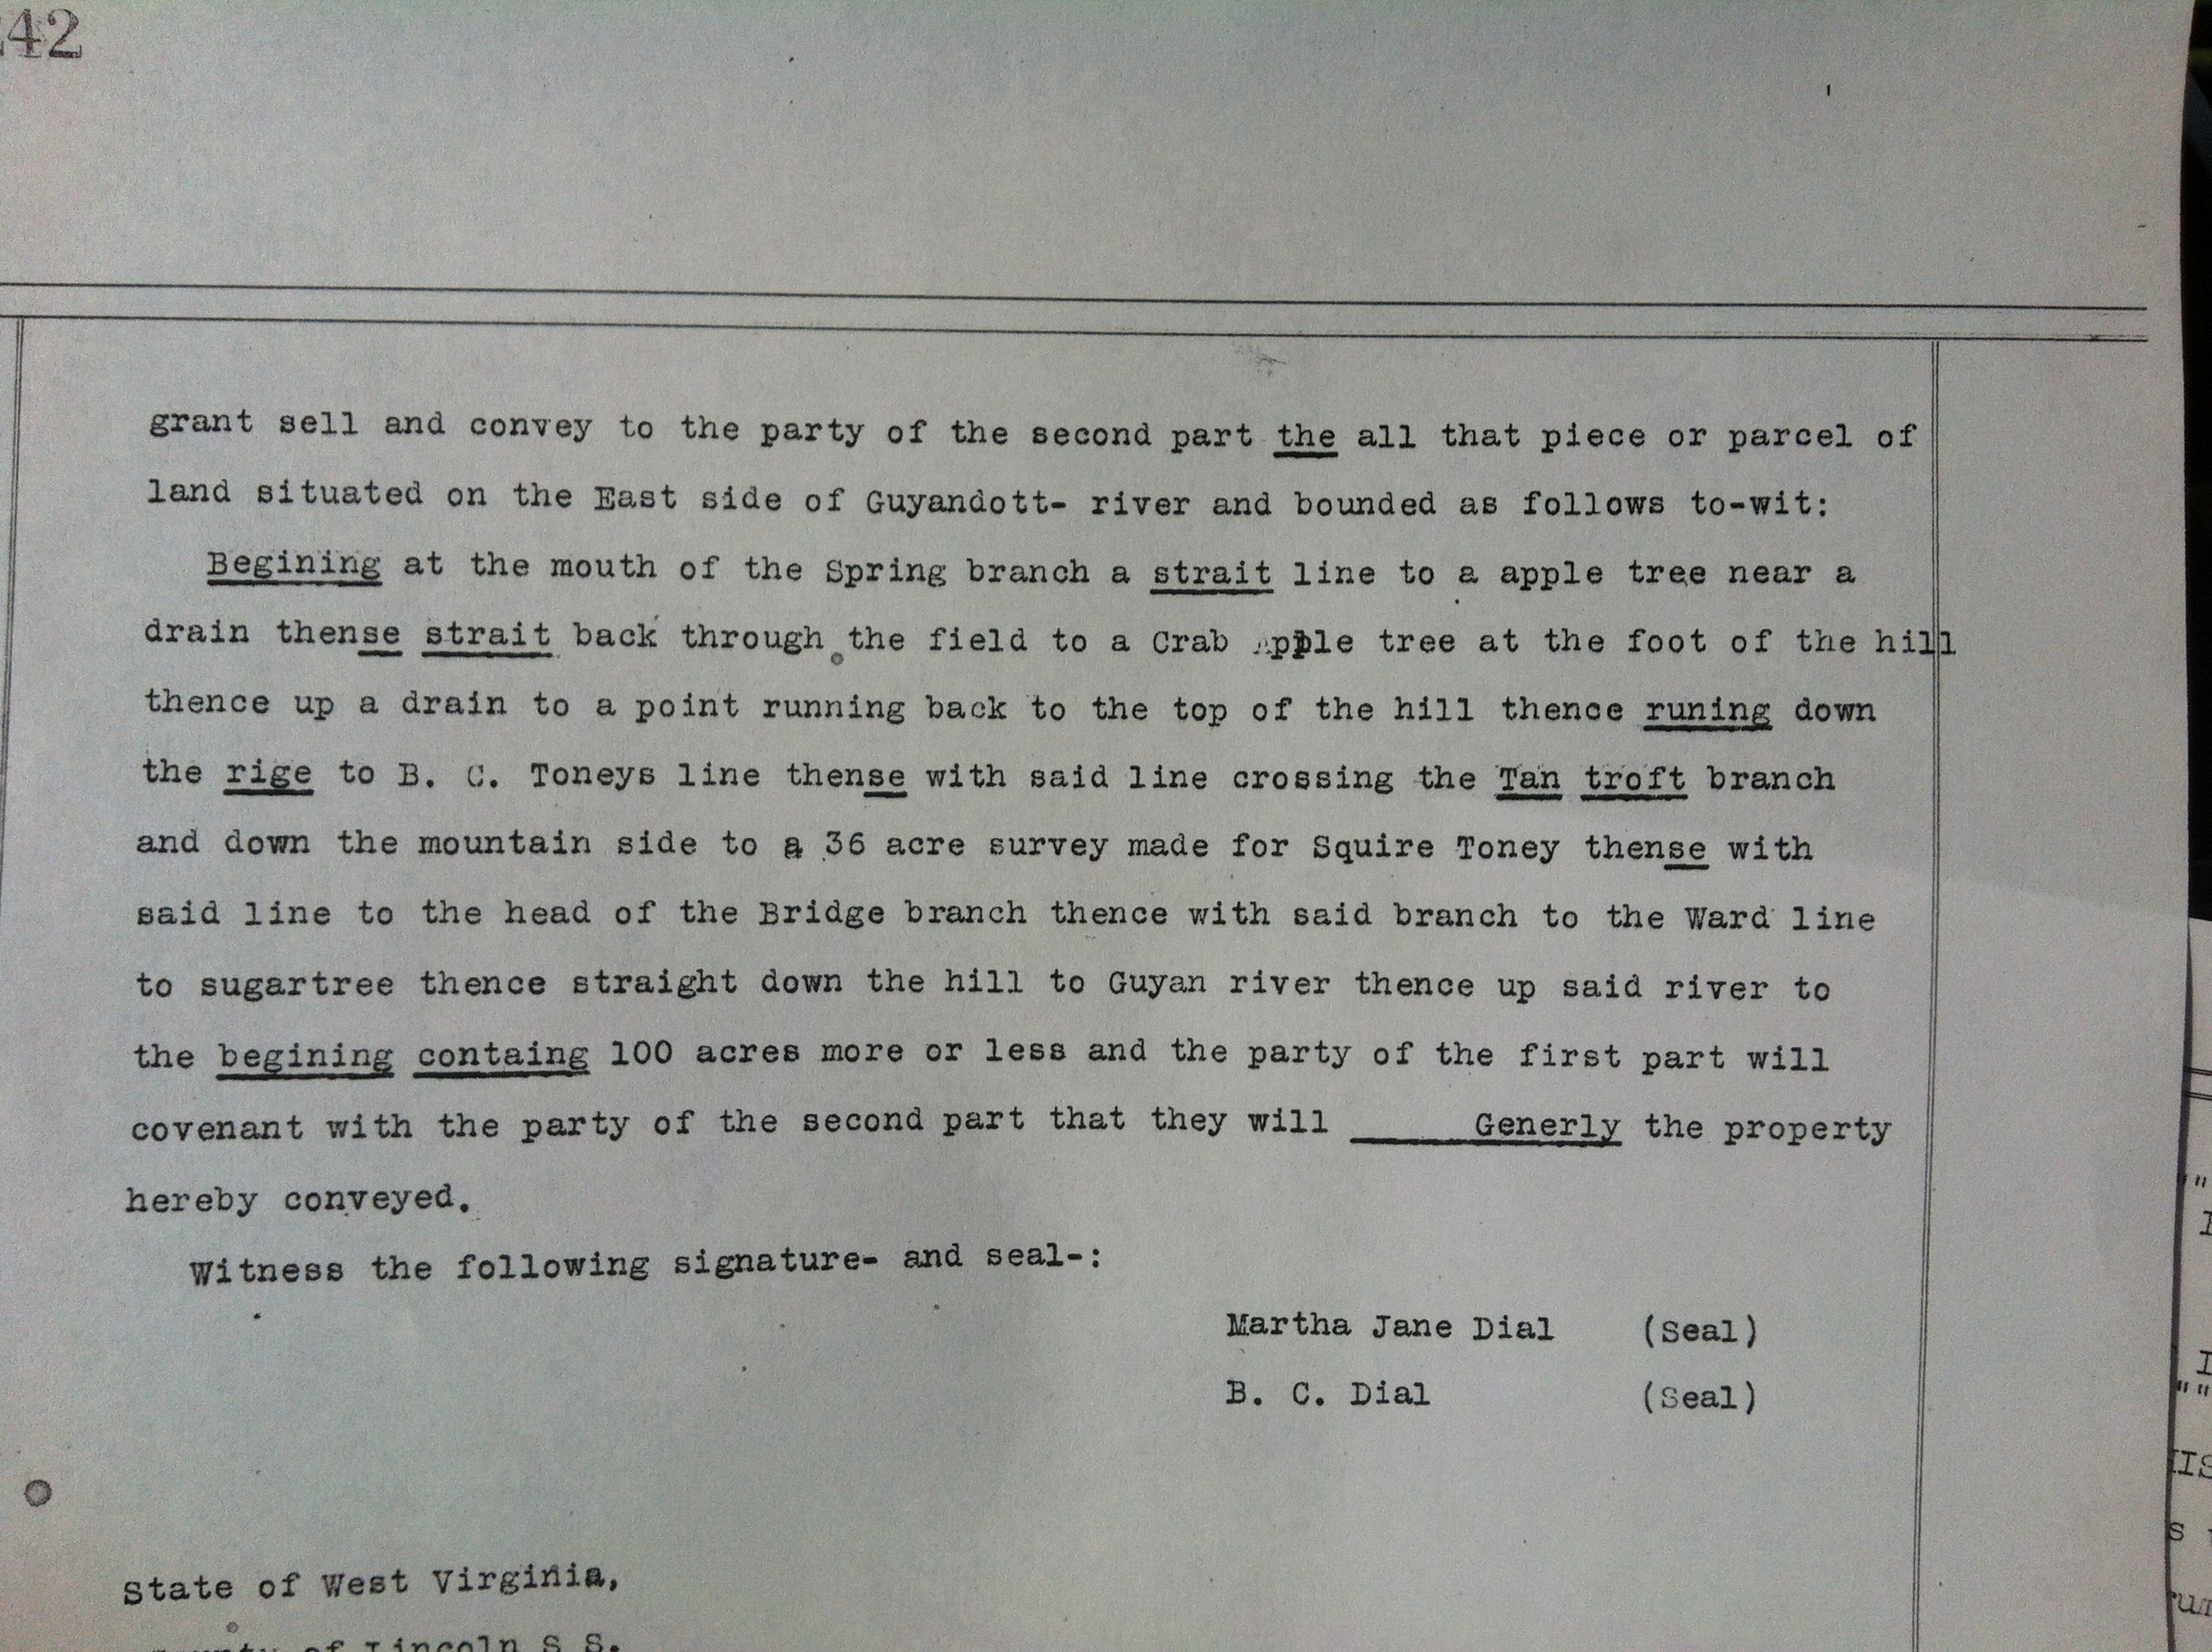 42
grant sell and convey to the party of the second part the all that piece or parcel of
land situated on the East side of Guyandott- river and bounded as follows to-wit:
Begining at the mouth of the Spring branch a strait line to a apple tree near a
drain thense strait back through the field to a Crab Apple tree at the foot of the hill
thence up a drain to a point running back to the top of the hill thence runing down
the rige to B. C. Toneys line thense with said line crossing the Tan troft branch
and down the mountain side to a 36 acre survey made for Squire Toney thense with
said line to the head of the Bridge branch thence with said branch to the Ward line
to sugartree thence straight down the hill to Guyan river thence up said river to
the begining containg 100 acres more or less and the party of the first part will
covenant with the party of the second part that they will _____ Generly the property
hereby conveyed.
Witness the following signature- and seal-:
Martha Jane Dial (Seal)
B. C. Dial (Seal)
State of West Virginia,
County of Lincoln S S.